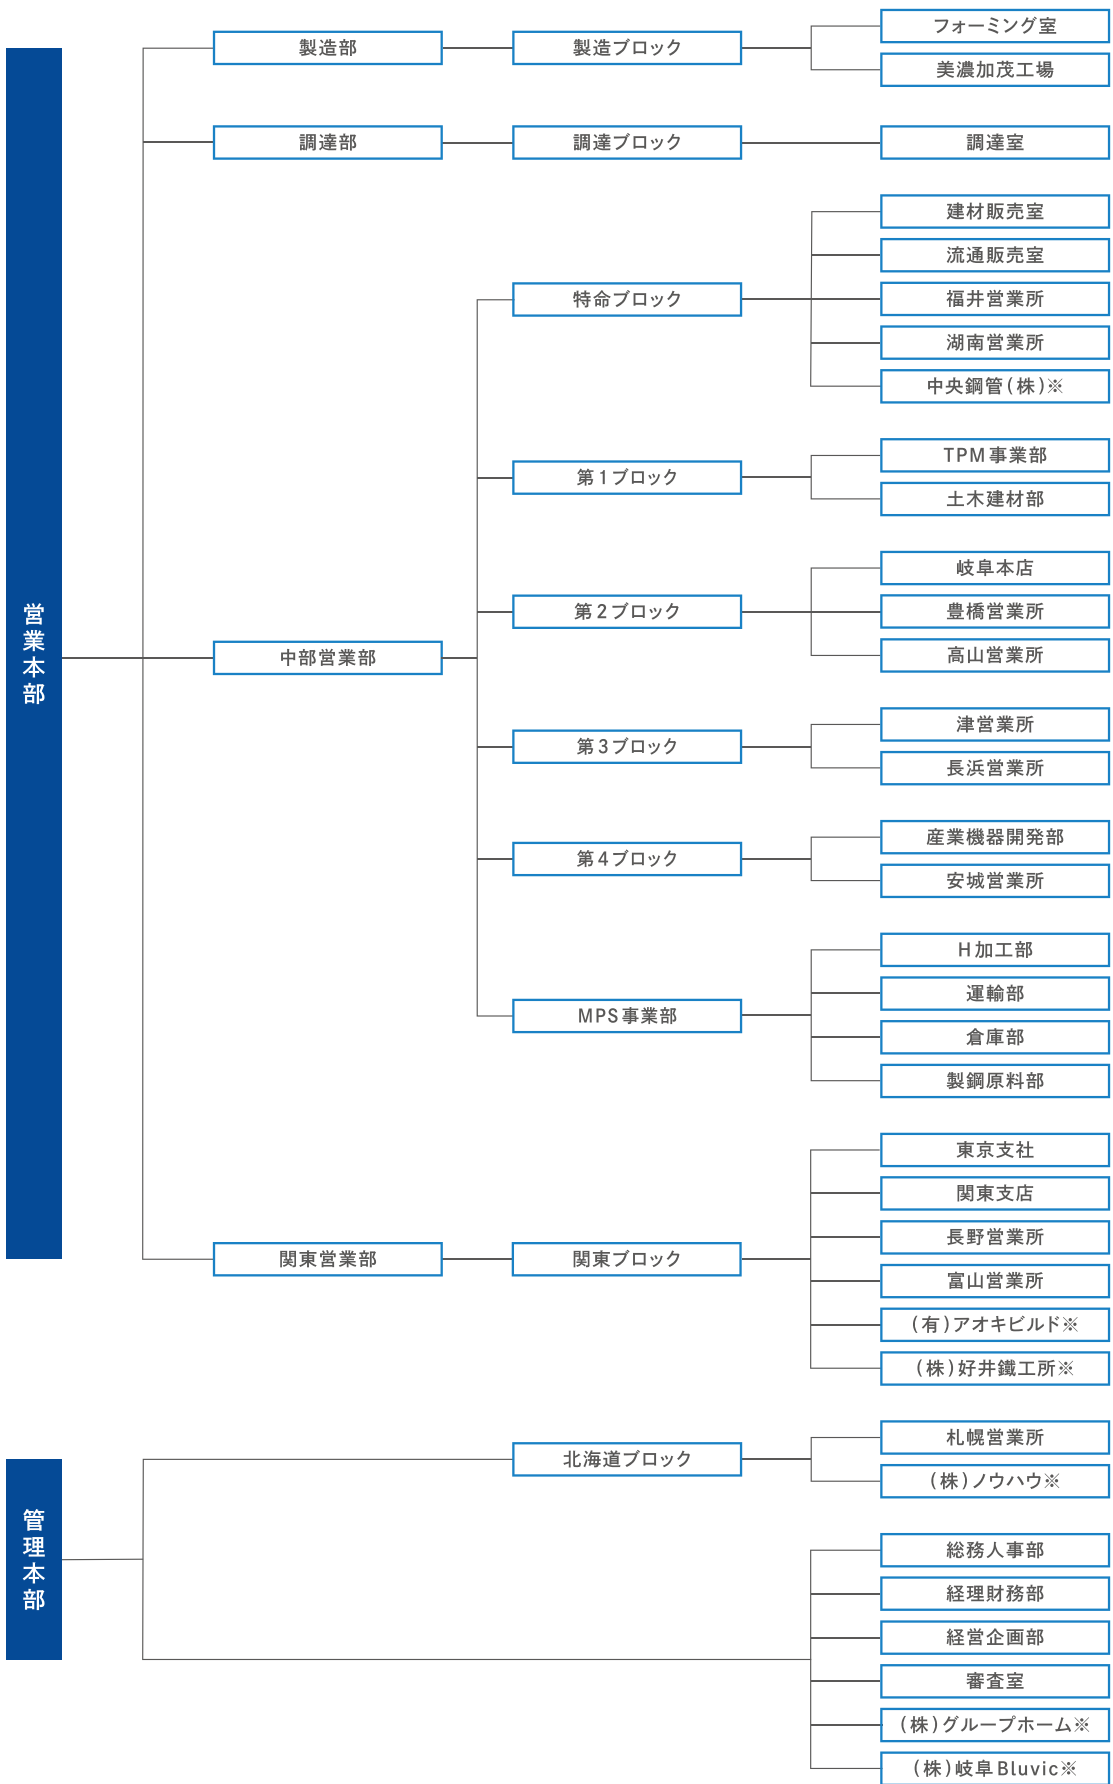 営業本部
製造部
製造ブロック
フォーミング室
美濃加茂工場
調達部
調達ブロック
調達室
中部営業部
特命ブロック
建材販売室
流通販売室
福井営業所
湖南営業所
中央鋼管(株)※
第1ブロック
TPM事業部
土木建材部
第2ブロック
岐阜本店
豊橋営業所
高山営業所
第3ブロック
津営業所
長浜営業所
第4ブロック
産業機器開発部
安城営業所
MPS事業部
H加工部
運輸部
倉庫部
製鋼原料部
関東営業部
関東ブロック
東京支社
関東支店
長野営業所
富山営業所
(有)アオキビルド※
(株)好井鐵工所※
管理本部
北海道ブロック
札幌営業所
(株)ノウハウ※
総務人事部
経理財務部
経営企画部
審査室
(株)グループホーム※
(株)岐阜Bluvic※